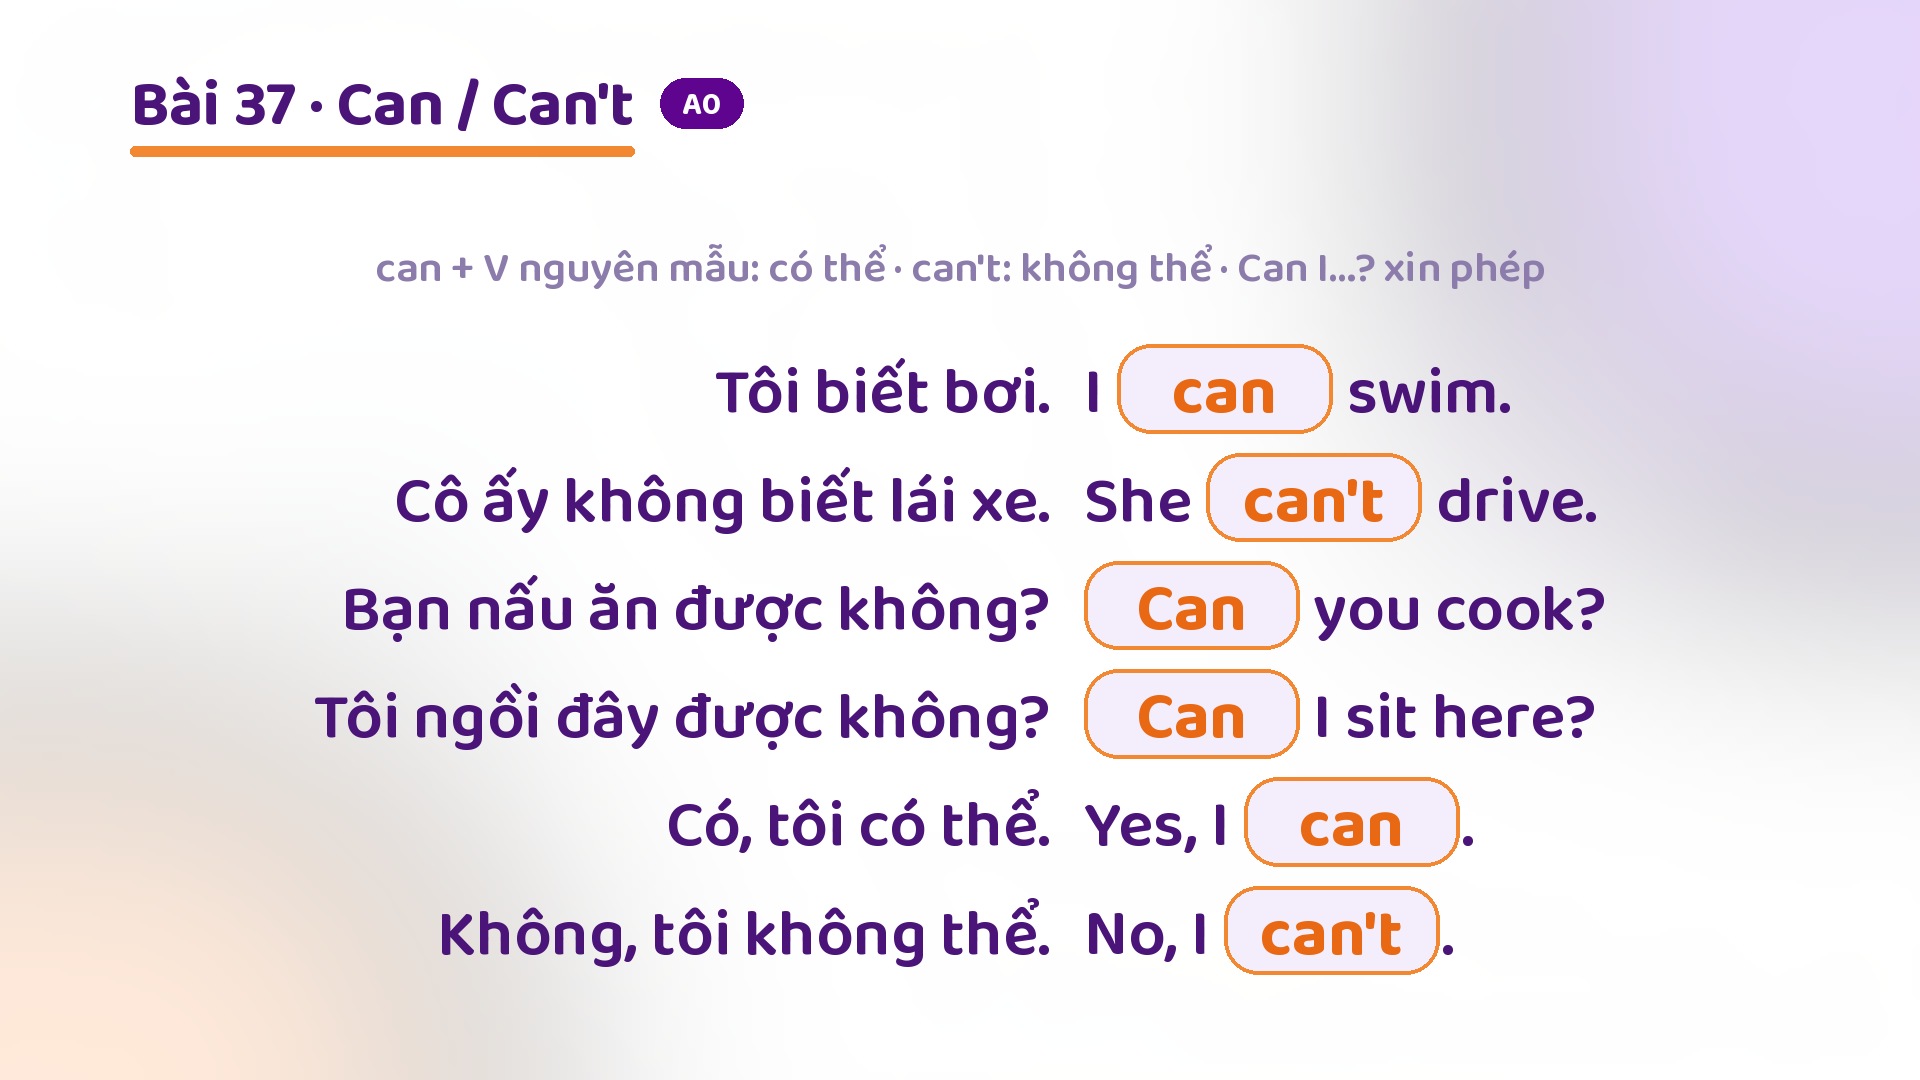 Bài 37 · Can / Can't A0
can + V nguyên mẫu: có thể · can't: không thể · Can I...? xin phép
Tôi biết bơi. I can swim.
Cô ấy không biết lái xe. She can't drive.
Bạn nấu ăn được không? Can you cook?
Tôi ngồi đây được không? Can I sit here?
Có, tôi có thể. Yes, I can.
Không, tôi không thể. No, I can't.